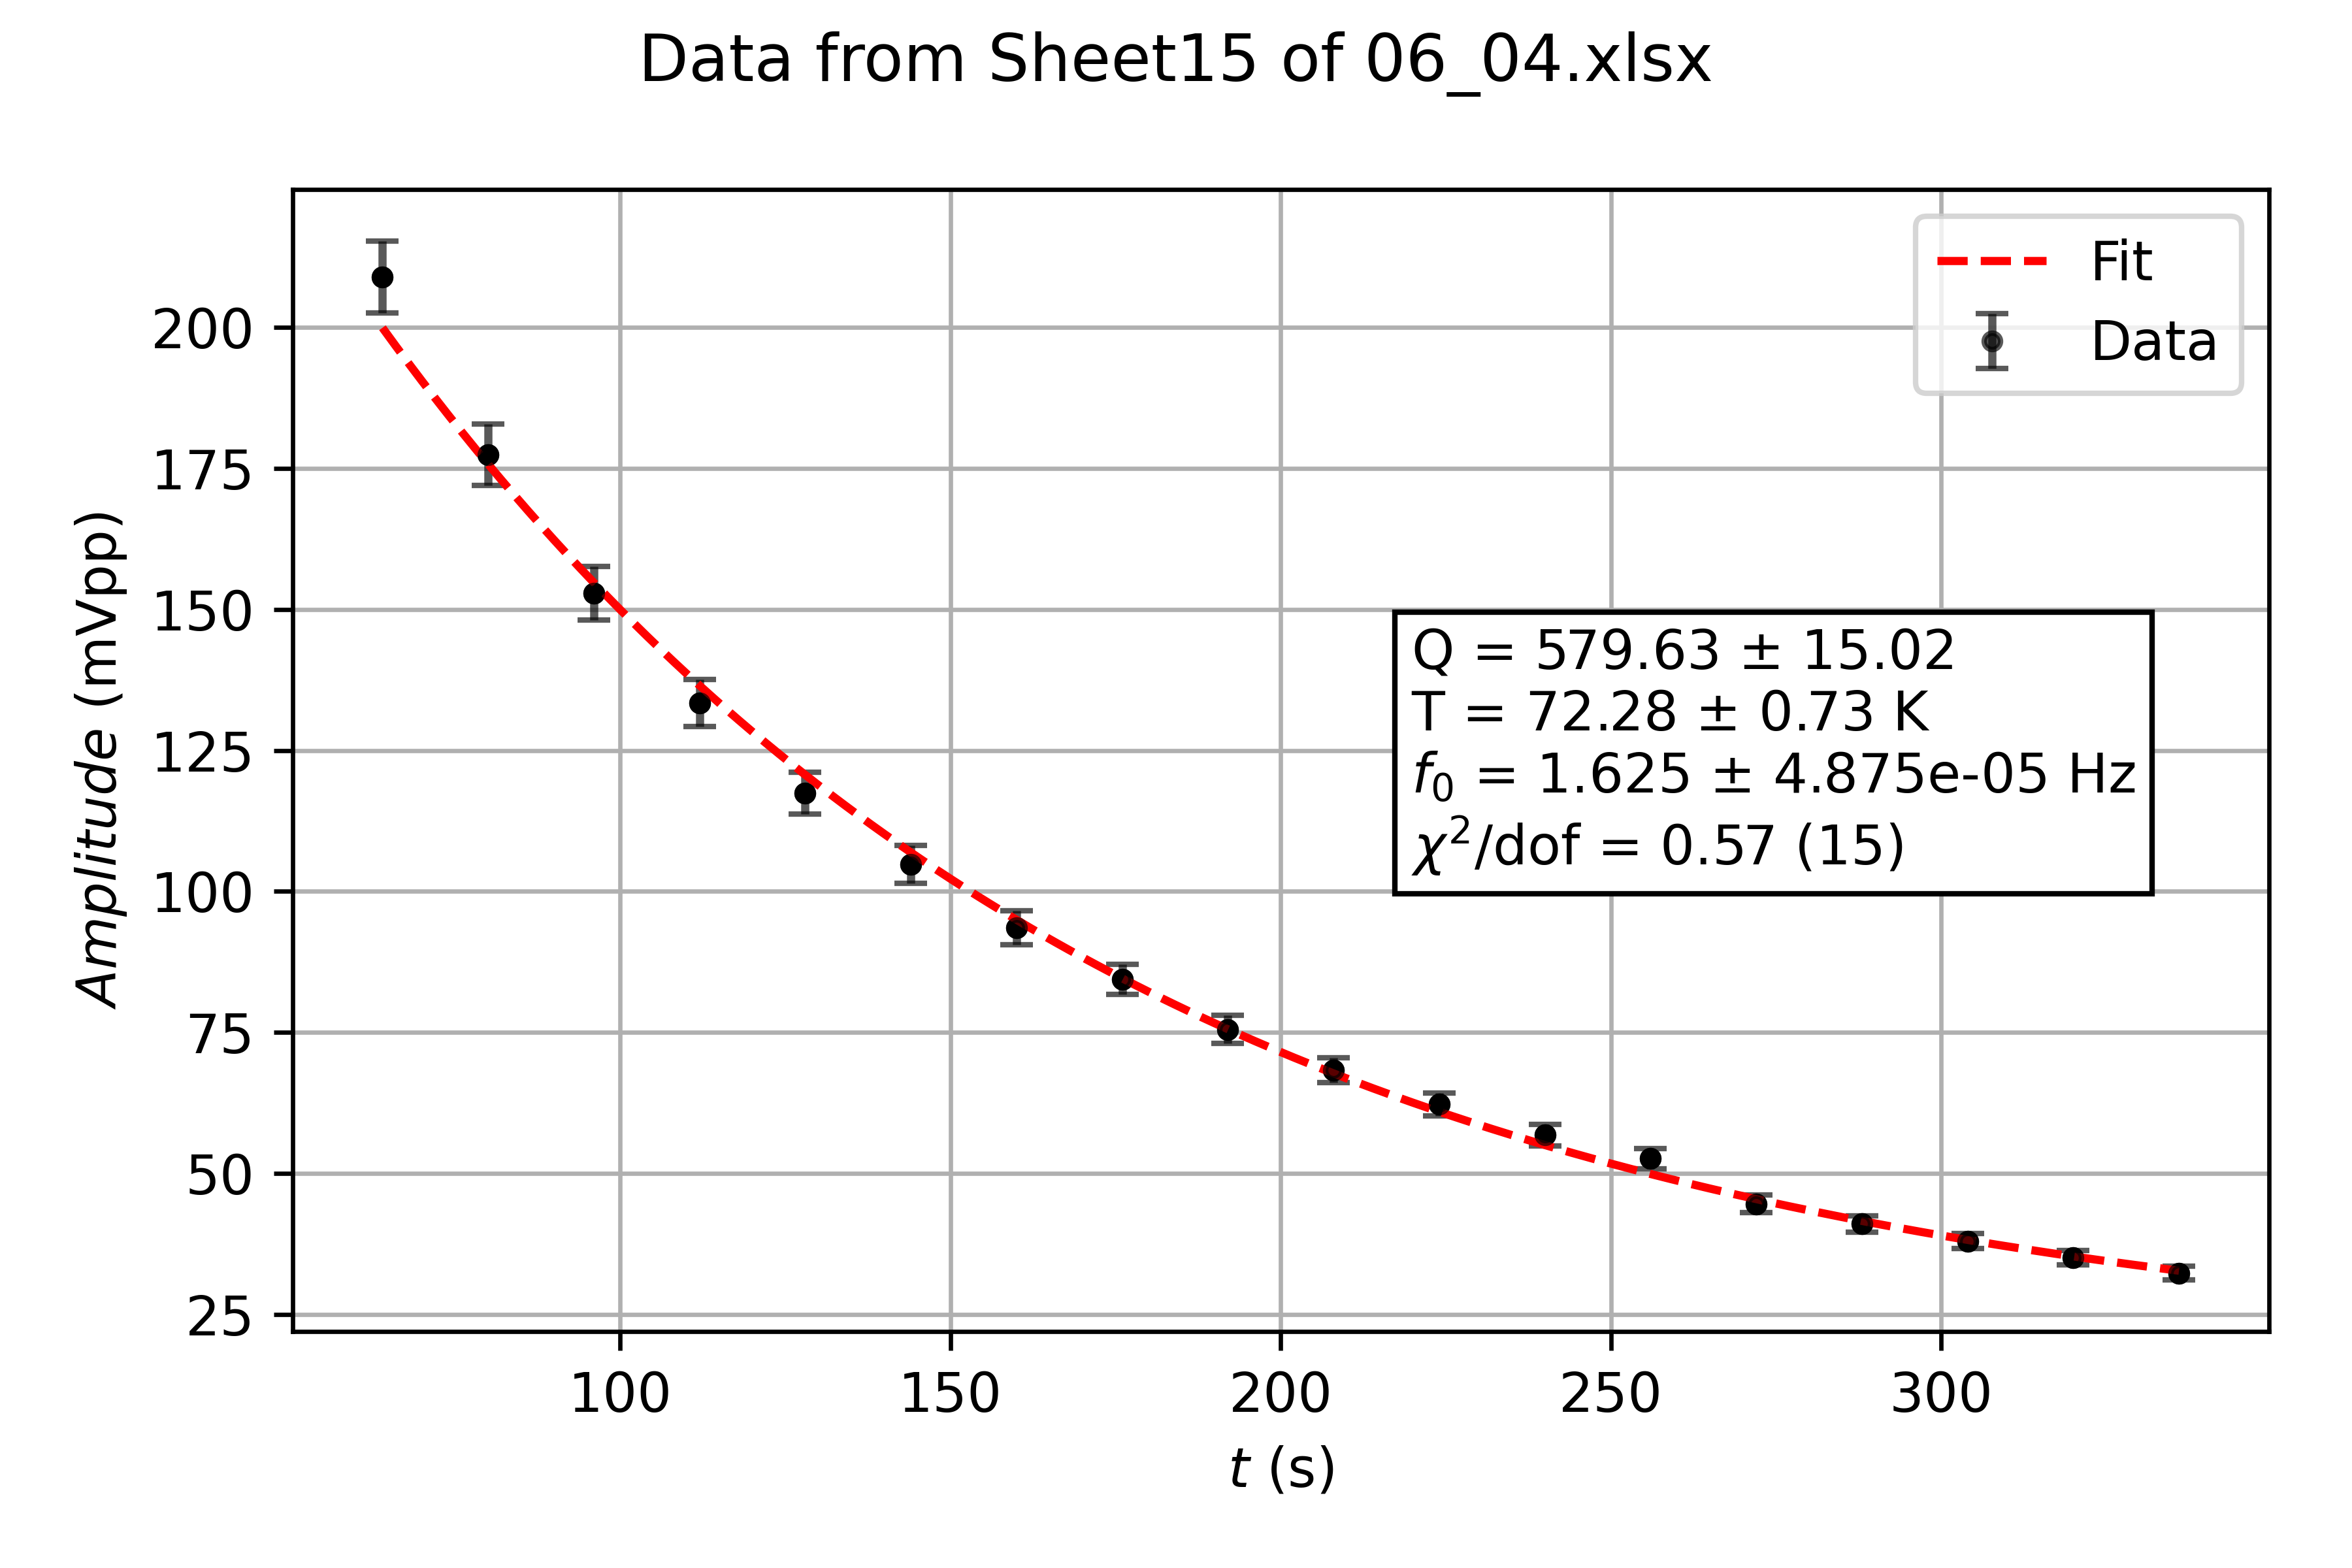 Data from Sheet15 of 06_04.xlsx
Amplitude (mVpp)
200
175
150
125
100
75
50
25
Fit
Data
Q = 579.63 ± 15.02
T = 72.28 ± 0.73 K
f₀ = 1.625 ± 4.875e-05 Hz
χ²/dof = 0.57 (15)
100 150 200 250 300
t (s)